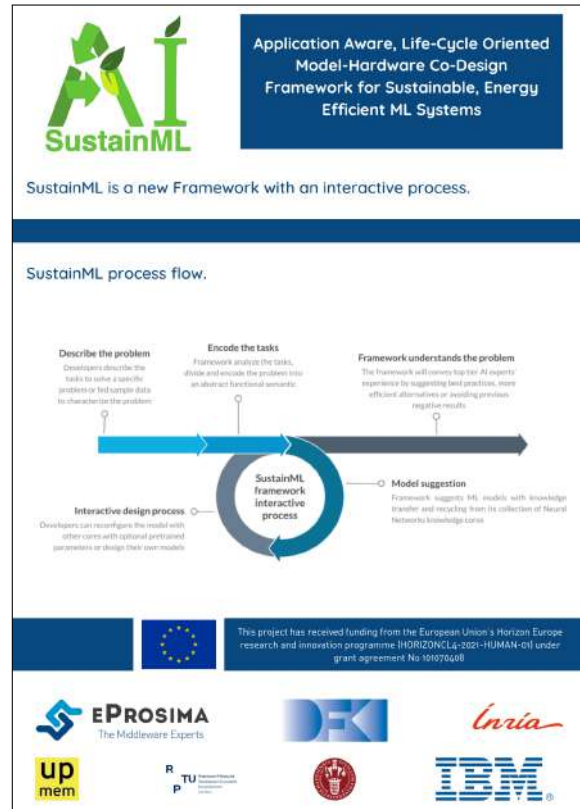 AI
SustainML
Application Aware, Life-Cycle Oriented
Model-Hardware Co-Design
Framework for Sustainable, Energy
Efficient ML Systems
SustainML is a new Framework with an interactive process.
SustainML process flow.
Describe the problem
Developers describe the
tasks to solve a specific
problem or fed sample data
to characterize the problem
Encode the tasks
Framework analyze the tasks,
divide and encode the problem into
an abstract functional semantic.
Framework understands the problem
The framework will convey top tier AI experts'
experience by suggesting best practices, more
efficient alternatives or avoiding previous
negative results
SustainML
framework
interactive
process
Interactive design process
Developers can reconfigure the model with
other cores with optional pretrained
parameters or design their own models
Model suggestion
Framework suggests ML models with knowledge
transfer and recycling from its collection of Neural
Networks knowledge cores
This project has received funding from the European Union's Horizon Europe
research and innovation programme (HORIZONCL4-2021-HUMAN-01) under
grant agreement No 101070408
EPROSIMA
The Middleware Experts
DFKI
Inria
up
mem
R
TU
P
IBM®